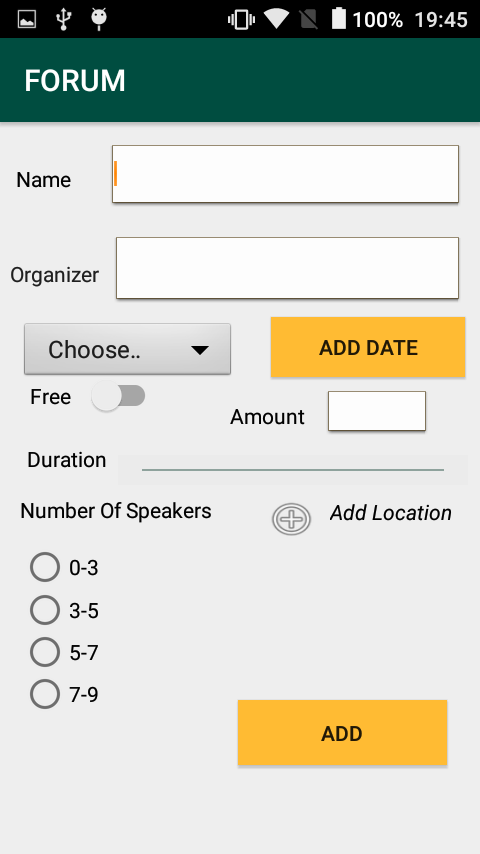 100% 19:45
FORUM
Name
Organizer
Choose..
ADD DATE
Free
Amount
Duration
Number Of Speakers
Add Location
0-3
3-5
5-7
7-9
ADD